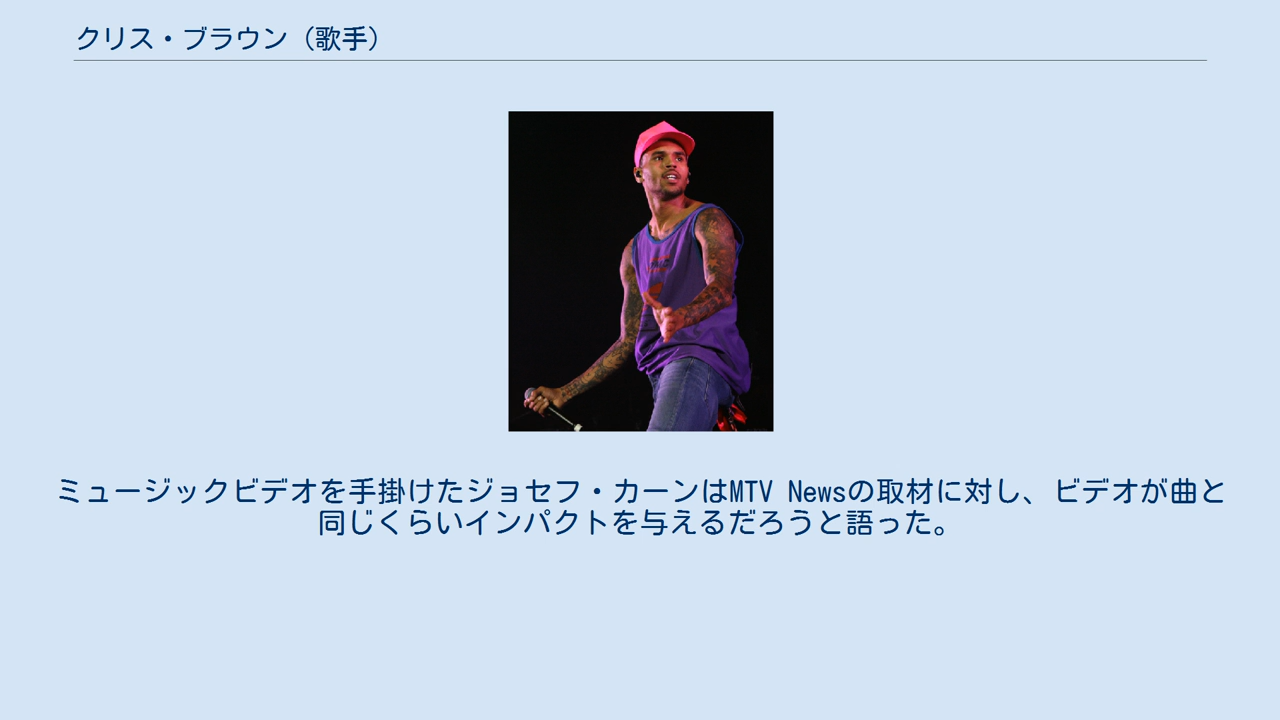 クリス・ブラウン（歌手）
ミュージックビデオを手掛けたジョセフ・カーンはMTV Newsの取材に対し、ビデオが曲と
同じくらいインパクトを与えるだろうと語った。